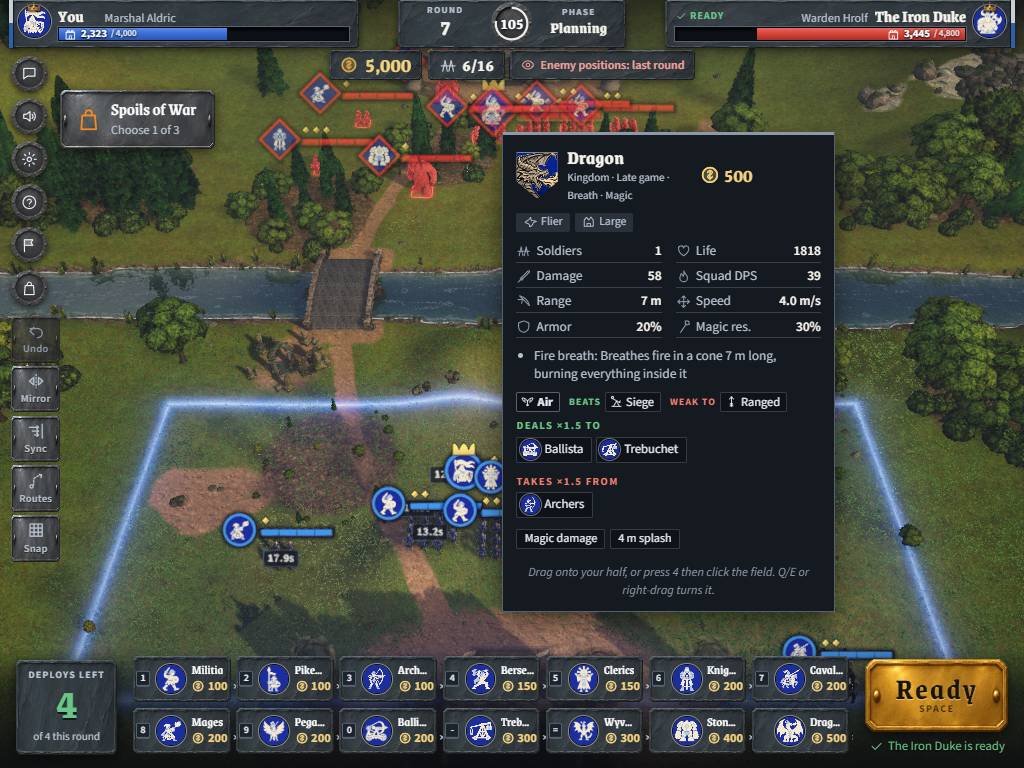 You Marshal Aldric
2,323 / 4,000
ROUND
7
105
PHASE
Planning
READY
Warden Hrolf The Iron Duke
3,445 / 4,800
5,000
6/16
Enemy positions: last round
Spoils of War
Choose 1 of 3
Undo
Mirror
Sync
Routes
Snap
Dragon
Kingdom · Late game ·
Breath · Magic
500
Flier Large
Soldiers 1 Life 1818
Damage 58 Squad DPS 39
Range 7 m Speed 4.0 m/s
Armor 20% Magic res. 30%
• Fire breath: Breathes fire in a cone 7 m long,
burning everything inside it
Air BEATS Siege WEAK TO Ranged
DEALS ×1.5 TO
Ballista Trebuchet
TAKES ×1.5 FROM
Archers
Magic damage 4 m splash
Drag onto your half, or press 4 then click the field. Q/E or
right-drag turns it.
13.2s
17.9s
DEPLOYS LEFT
4
of 4 this round
1 Militia 100
2 Pike... 100
3 Arch... 100
4 Berse... 150
5 Clerics 150
6 Knig... 200
7 Caval... 200
8 Mages 200
9 Pega... 200
0 Balli... 200
- Treb... 300
= Wyv... 300
Ston... 400
Drag... 500
Ready
SPACE
The Iron Duke is ready